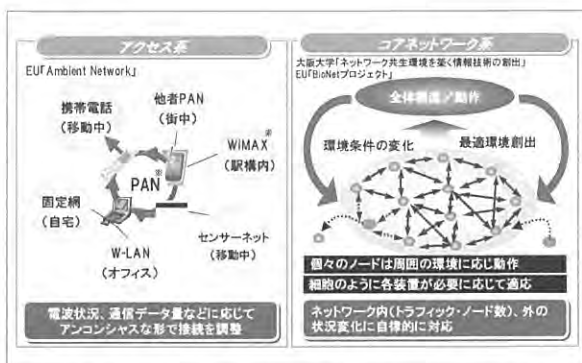 アクセス系
EU「Ambient Network」
携帯電話
(移動中)
他者PAN
(街中)
WiMAX※
(駅構内)
PAN※
固定網
(自宅)
W-LAN
(オフィス)
センサーネット
(移動中)
電波状況、通信データ量などに応じて
アンコンシャスな形で接続を調整
コアネットワーク系
大阪大学「ネットワーク共生環境を築く情報技術の創出」
EU「BioNetプロジェクト」
全体構造/動作
環境条件の変化
最適環境創出
個々のノードは周囲の環境に応じ動作
細胞のように各装置が必要に応じて適応
ネットワーク内(トラフィック・ノード数)、外の
状況変化に自律的に対応